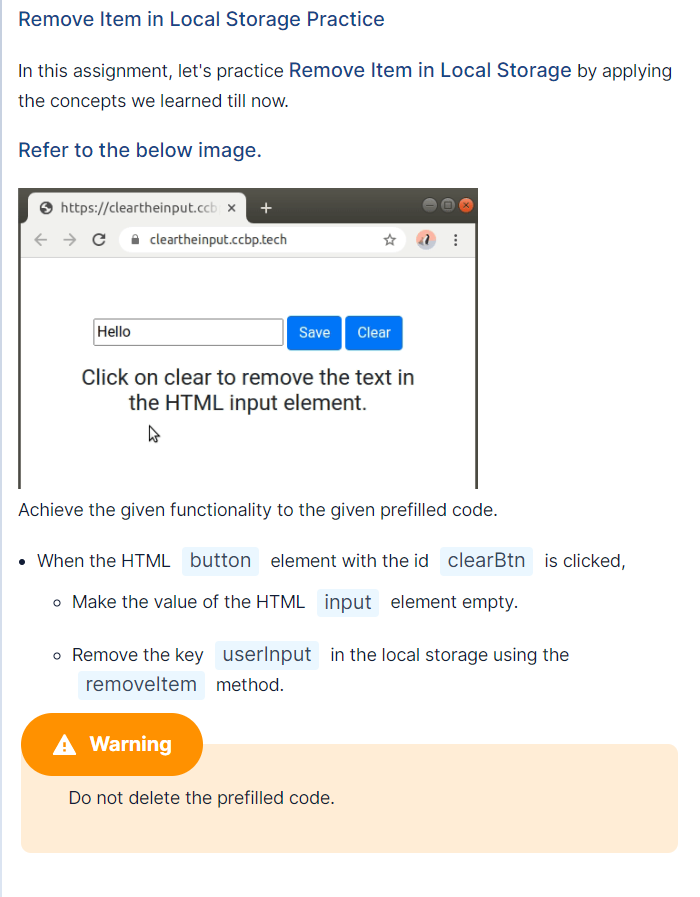 Remove Item in Local Storage Practice
In this assignment, let's practice Remove Item in Local Storage by applying
the concepts we learned till now.
Refer to the below image.
https://cleartheinput.ccb
cleartheinput.ccbp.tech
Hello Save Clear
Click on clear to remove the text in
the HTML input element.
Achieve the given functionality to the given prefilled code.
When the HTML button element with the id clearBtn is clicked,
Make the value of the HTML input element empty.
Remove the key userInput in the local storage using the
removeItem method.
Warning
Do not delete the prefilled code.